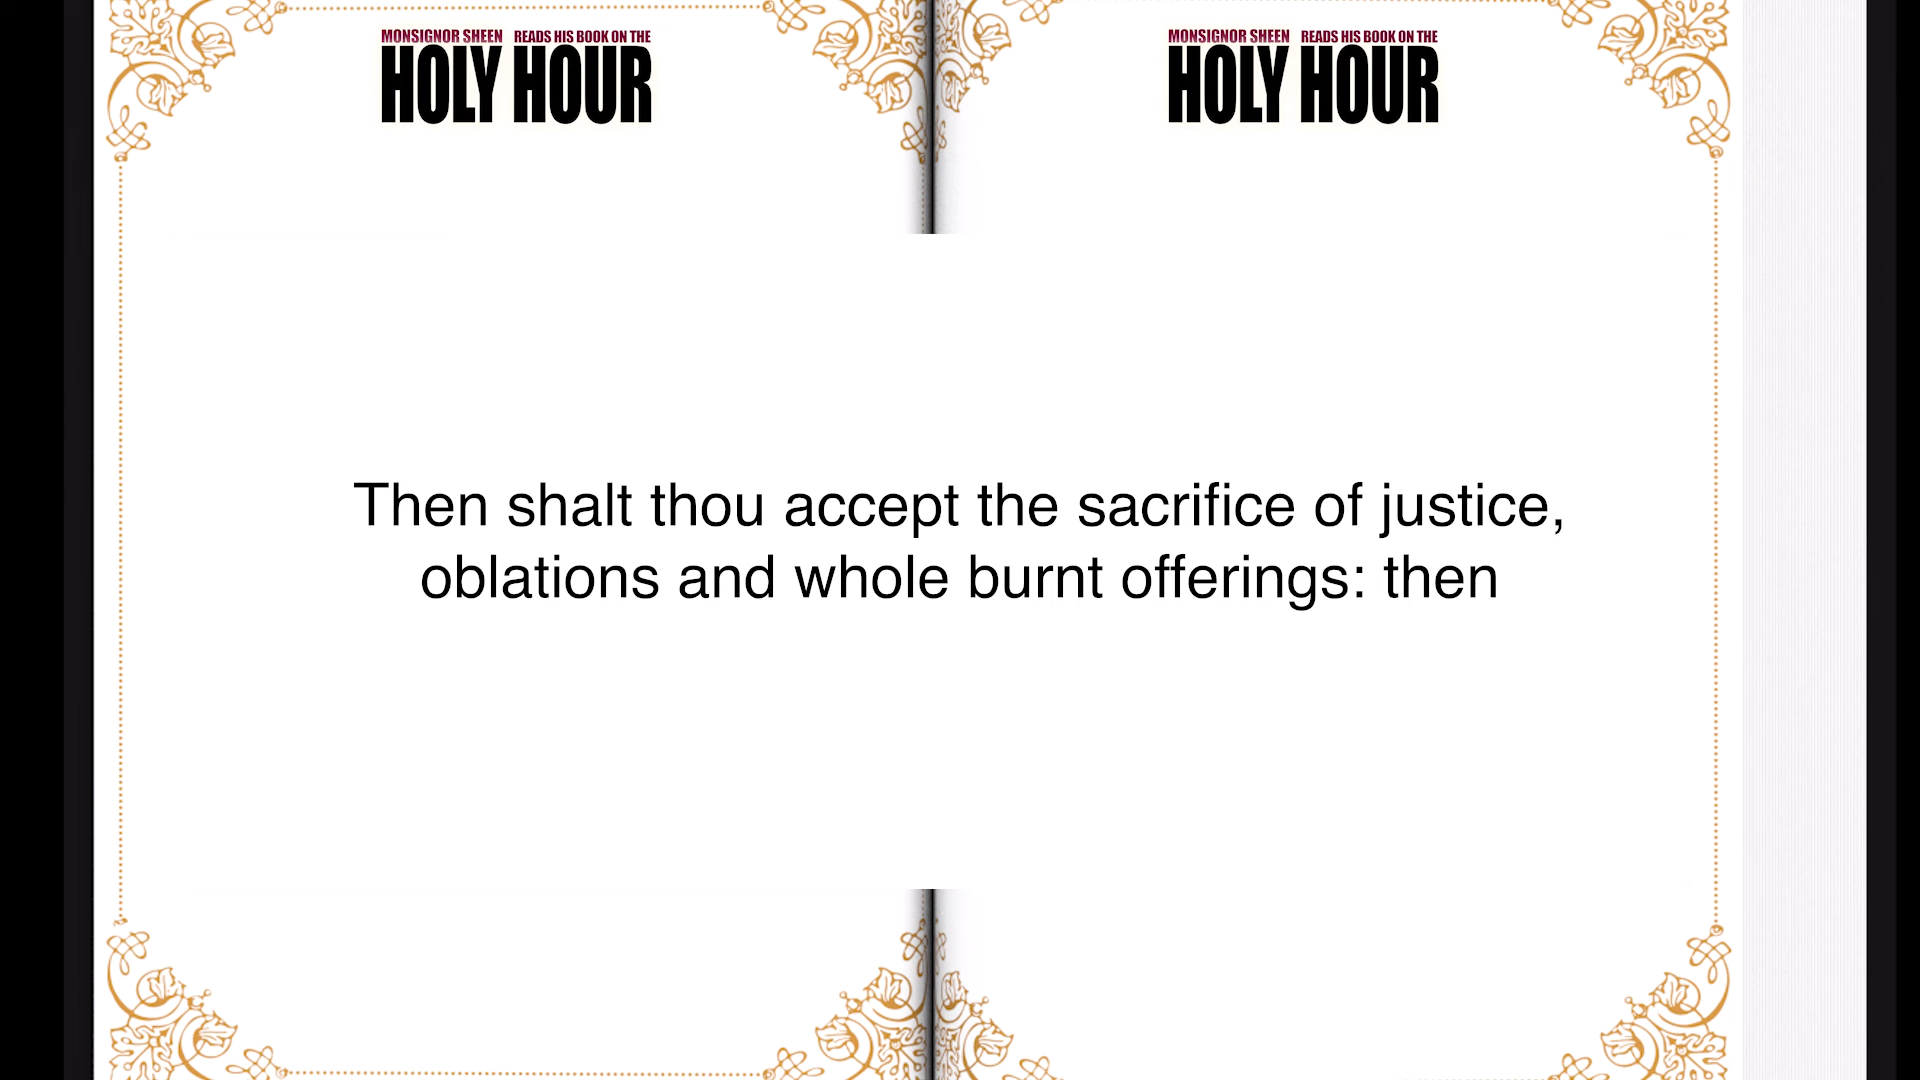 MONSIGNOR SHEEN READS HIS BOOK ON THE
HOLY HOUR
MONSIGNOR SHEEN READS HIS BOOK ON THE
HOLY HOUR
Then shalt thou accept the sacrifice of justice,
oblations and whole burnt offerings: then